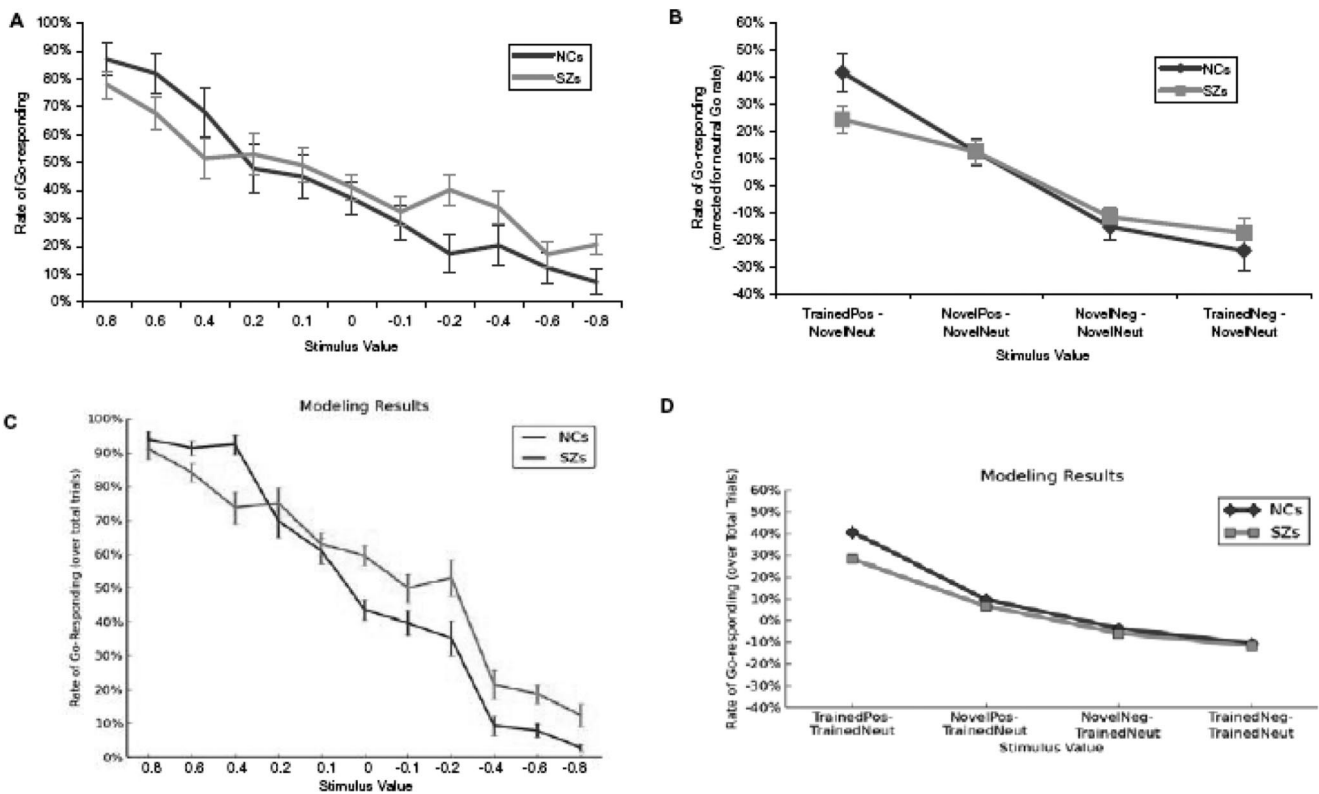 A
100%
90%
80%
70%
60%
50%
40%
30%
20%
10%
0%
Rate of Go-responding
NCs
SZs
0.8 0.6 0.4 0.2 0.1 0 -0.1 -0.2 -0.4 -0.6 -0.8
Stimulus Value
B
60%
50%
40%
30%
20%
10%
0%
-10%
-20%
-30%
-40%
Rate of Go-responding
(corrected for neutral Go rate)
NCs
SZs
TrainedPos - NovelPos - NovelNeg - TrainedNeg -
NovelNeut NovelNeut NovelNeut NovelNeut
Stimulus Value
C
Modeling Results
100%
90%
80%
70%
60%
50%
40%
30%
20%
10%
0%
Rate of Go-Responding (over total trials)
NCs
SZs
0.8 0.6 0.4 0.2 0.1 0 -0.1 -0.2 -0.4 -0.6 -0.8
Stimulus Value
D
Modeling Results
60%
50%
40%
30%
20%
10%
0%
-10%
-20%
-30%
-40%
Rate of Go-responding (over Total Trials)
NCs
SZs
TrainedPos- NovelPos- NovelNeg- TrainedNeg-
TrainedNeut TrainedNeut TrainedNeut TrainedNeut
Stimulus Value